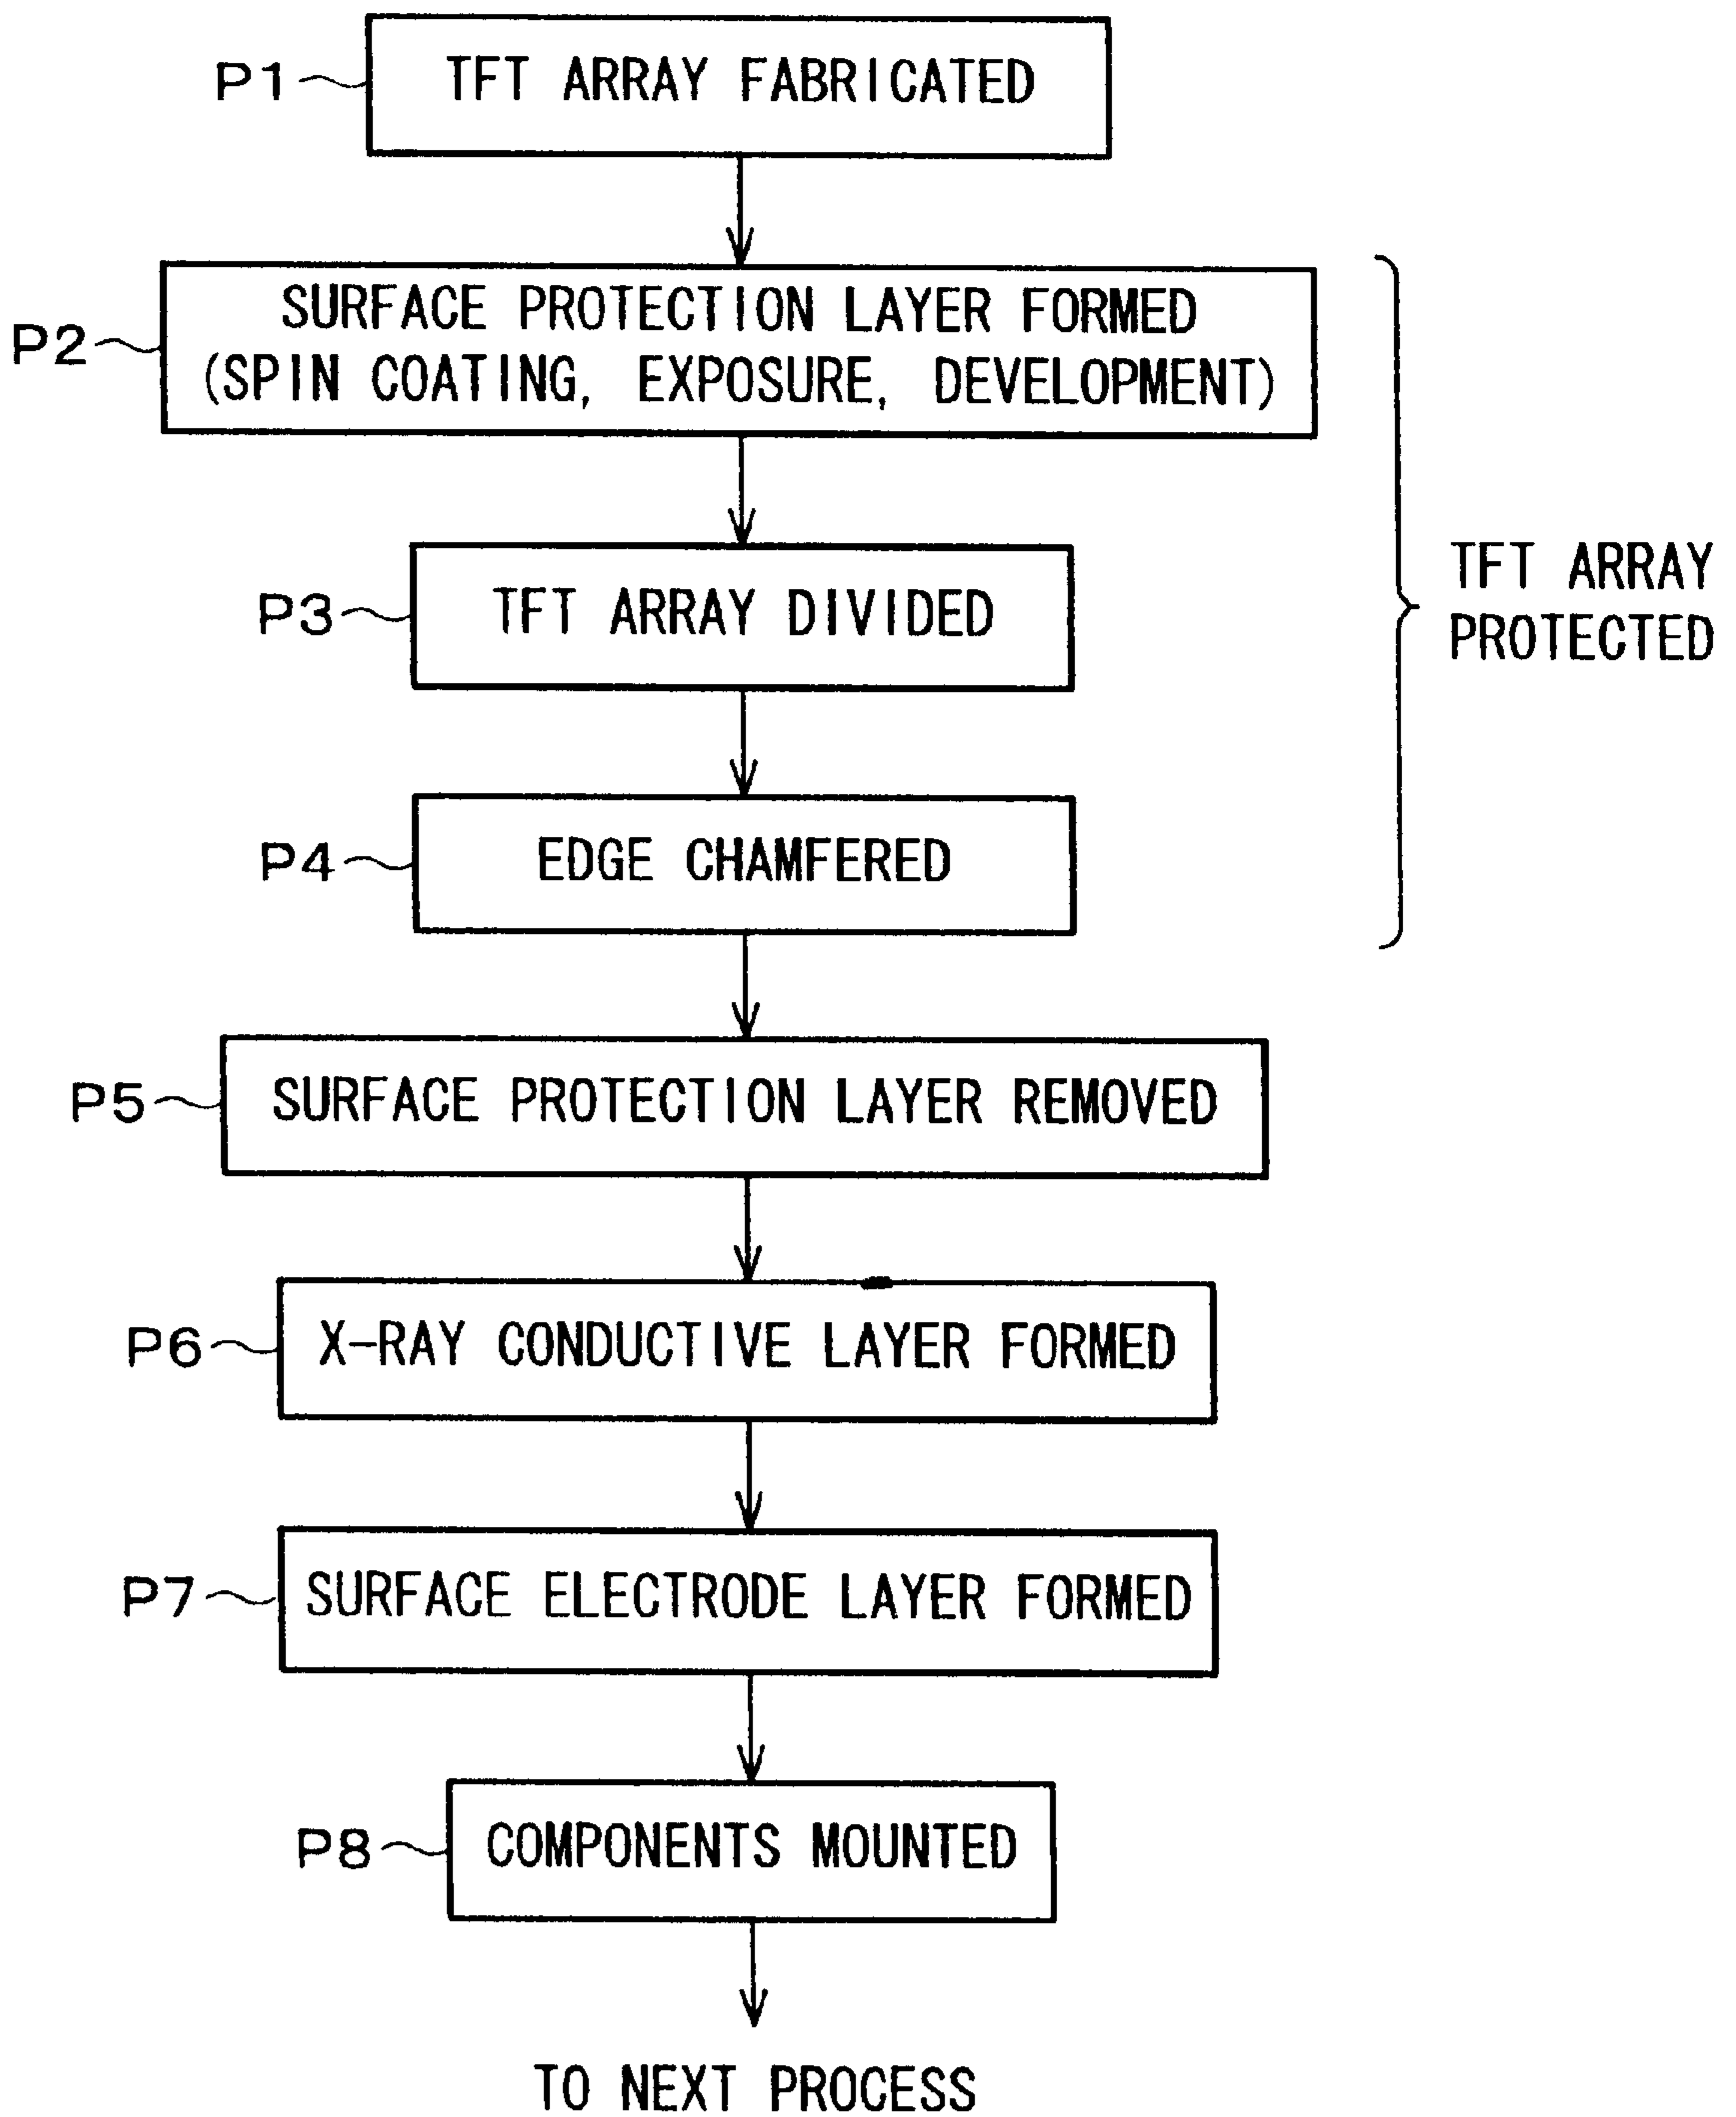 P1
TFT ARRAY FABRICATED
P2
SURFACE PROTECTION LAYER FORMED
(SPIN COATING, EXPOSURE, DEVELOPMENT)
P3
TFT ARRAY DIVIDED
TFT ARRAY
PROTECTED
P4
EDGE CHAMFERED
P5
SURFACE PROTECTION LAYER REMOVED
P6
X-RAY CONDUCTIVE LAYER FORMED
P7
SURFACE ELECTRODE LAYER FORMED
P8
COMPONENTS MOUNTED
TO NEXT PROCESS